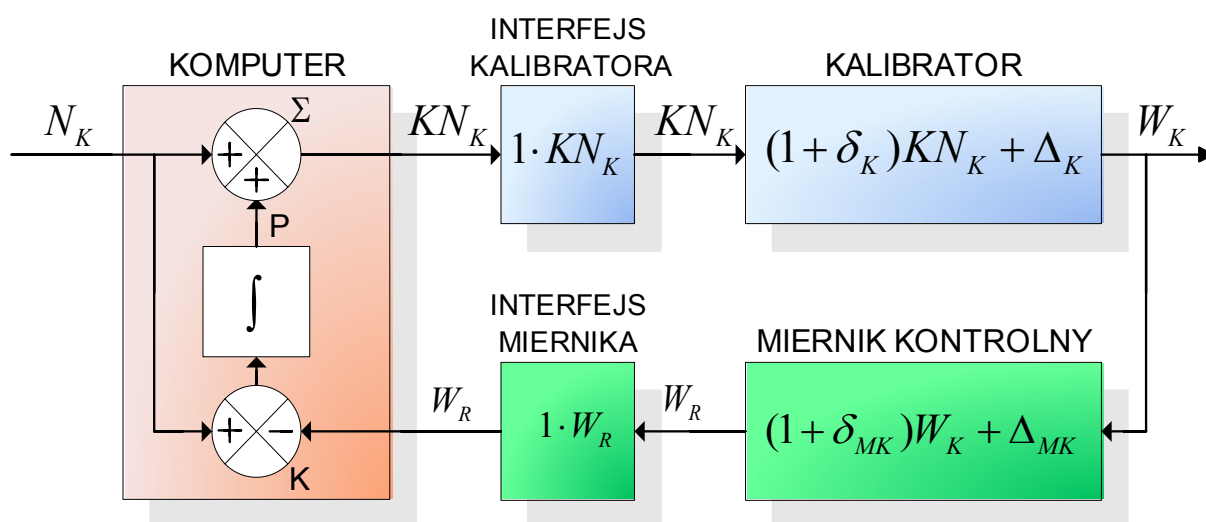 KOMPUTER
INTERFEJS
KALIBRATORA
KALIBRATOR
N_K
+
+
Σ
KN_K
1·KN_K
KN_K
(1+δ_K)KN_K+Δ_K
W_K
P
∫
INTERFEJS
MIERNIKA
MIERNIK KONTROLNY
+
−
K
W_R
1·W_R
W_R
(1+δ_MK)W_K+Δ_MK